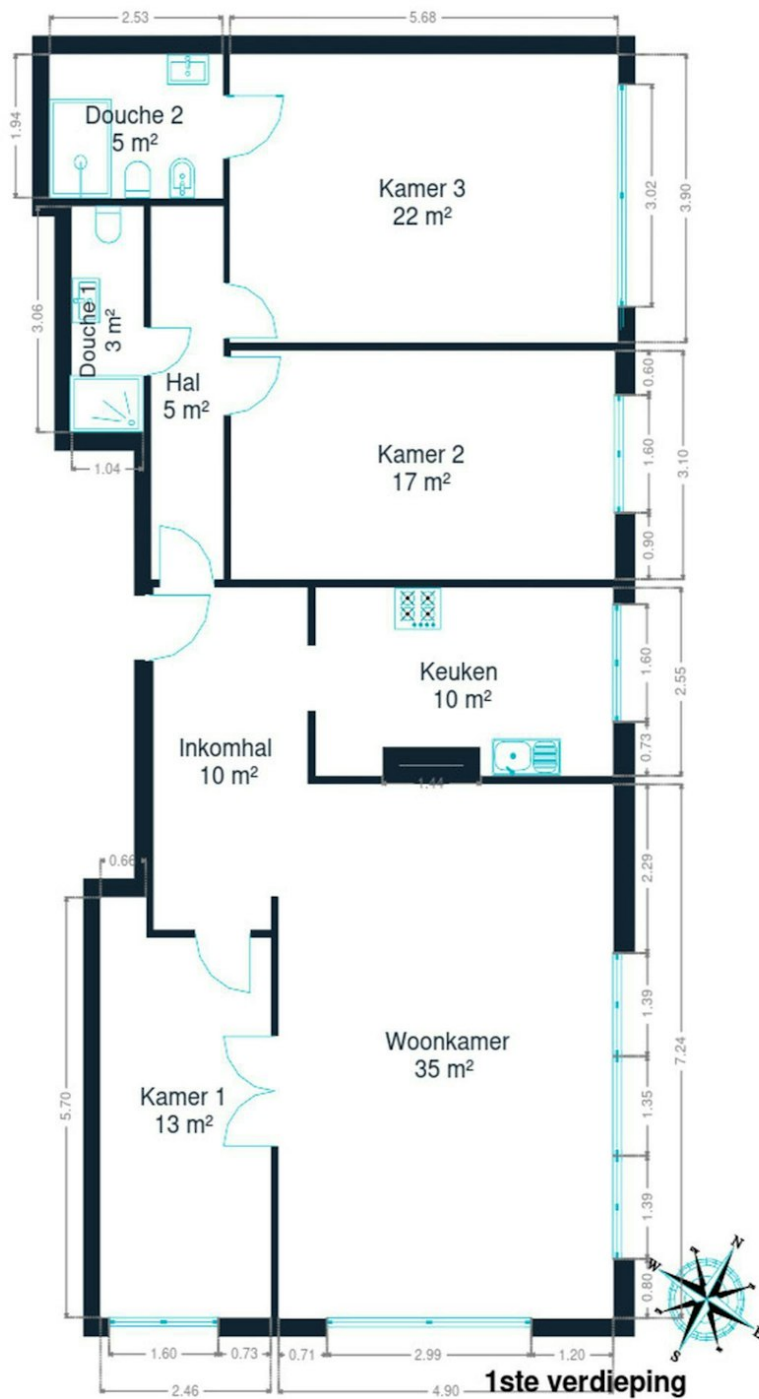 2.53
5.68
Douche 2
5 m²
1.94
Kamer 3
22 m²
3.02
3.90
Douche 1
3 m²
3.06
Hal
5 m²
1.04
Kamer 2
17 m²
0.60
1.60
3.10
0.90
Keuken
10 m²
1.60
2.55
0.73
Inkomhal
10 m²
1.44
0.66
2.29
Woonkamer
35 m²
1.39
7.24
1.35
1.39
0.80
Kamer 1
13 m²
5.70
N
W
E
S
1.60
0.73
0.71
2.99
1.20
2.46
4.90
1ste verdieping